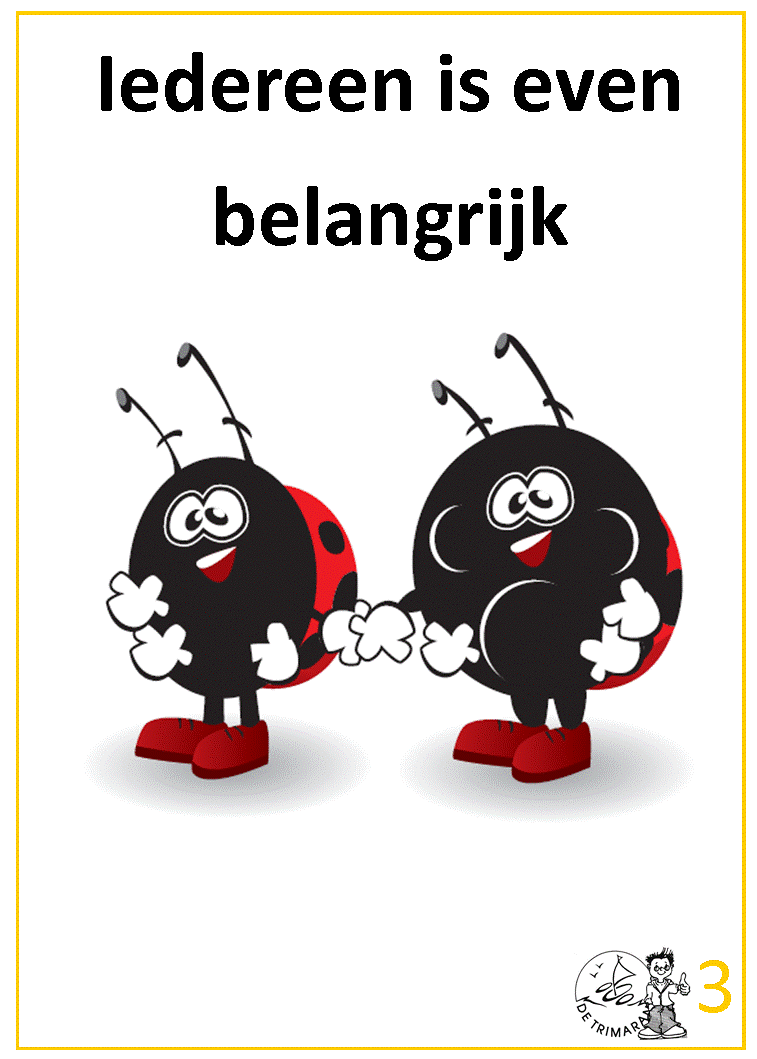 Iedereen is even
belangrijk
DE TRIMARAN
3